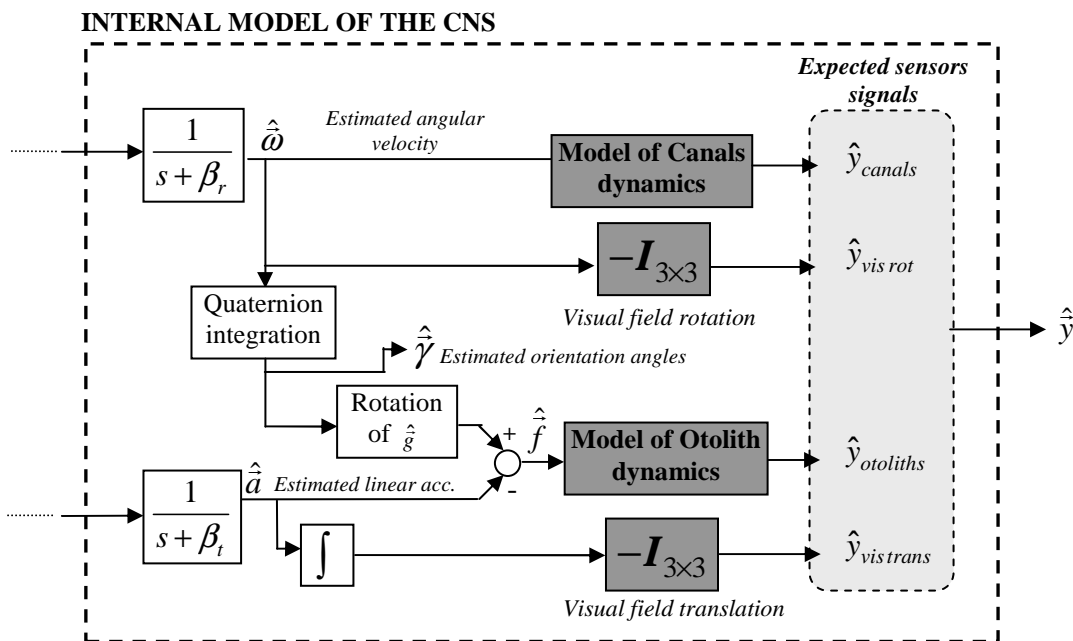 INTERNAL MODEL OF THE CNS
Expected sensors
signals
1
s + β_r
ω̂⃗
Estimated angular
velocity
Model of Canals
dynamics
ŷ_canals
−I_3×3
ŷ_vis rot
Visual field rotation
Quaternion
integration
γ̂⃗ Estimated orientation angles
ŷ⃗
Rotation
of ĝ⃗
+
-
f̂⃗
Model of Otolith
dynamics
ŷ_otoliths
1
s + β_t
â⃗ Estimated linear acc.
∫
−I_3×3
ŷ_vis trans
Visual field translation